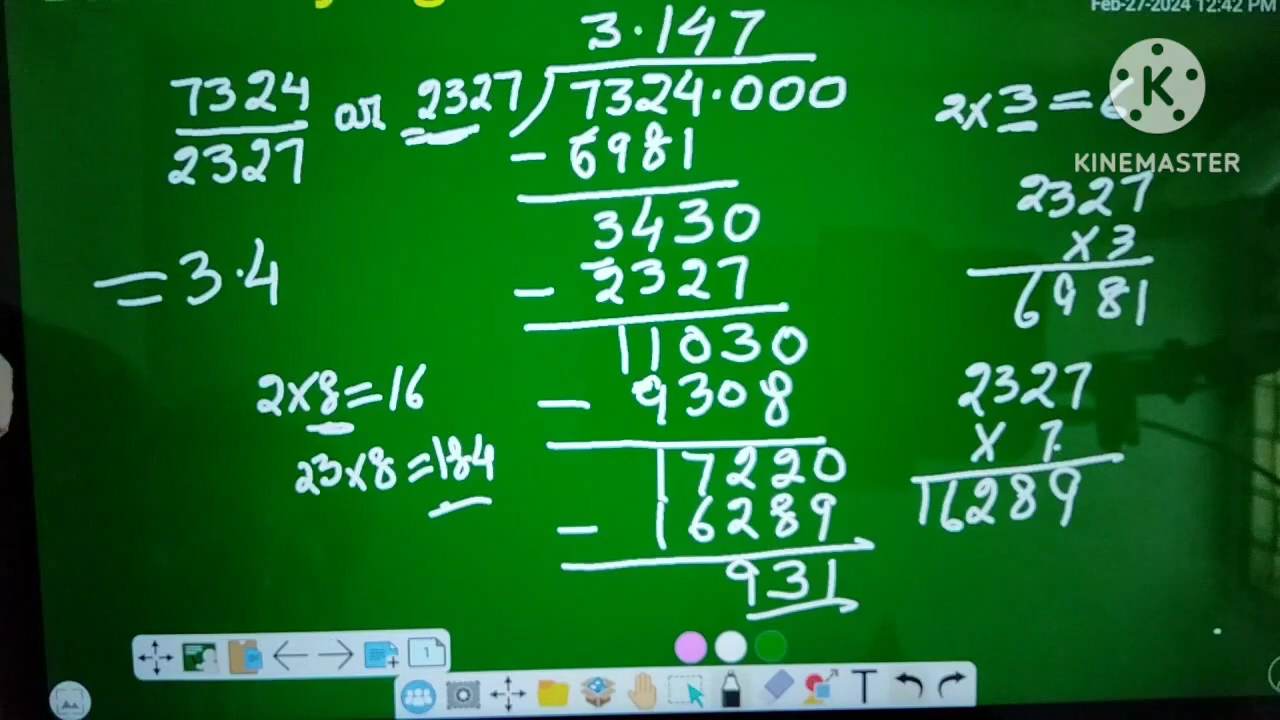 Feb-27-2024 12:42 PM
3.147
7324/2327 or 2327)7324.000
- 6981
3430
- 2327
11030
- 9308
17220
- 16289
931
= 3.4
2x8=16
23x8=184
2x3=6
KINEMASTER
2327
x3
6981
2327
x 7
16289
1
T